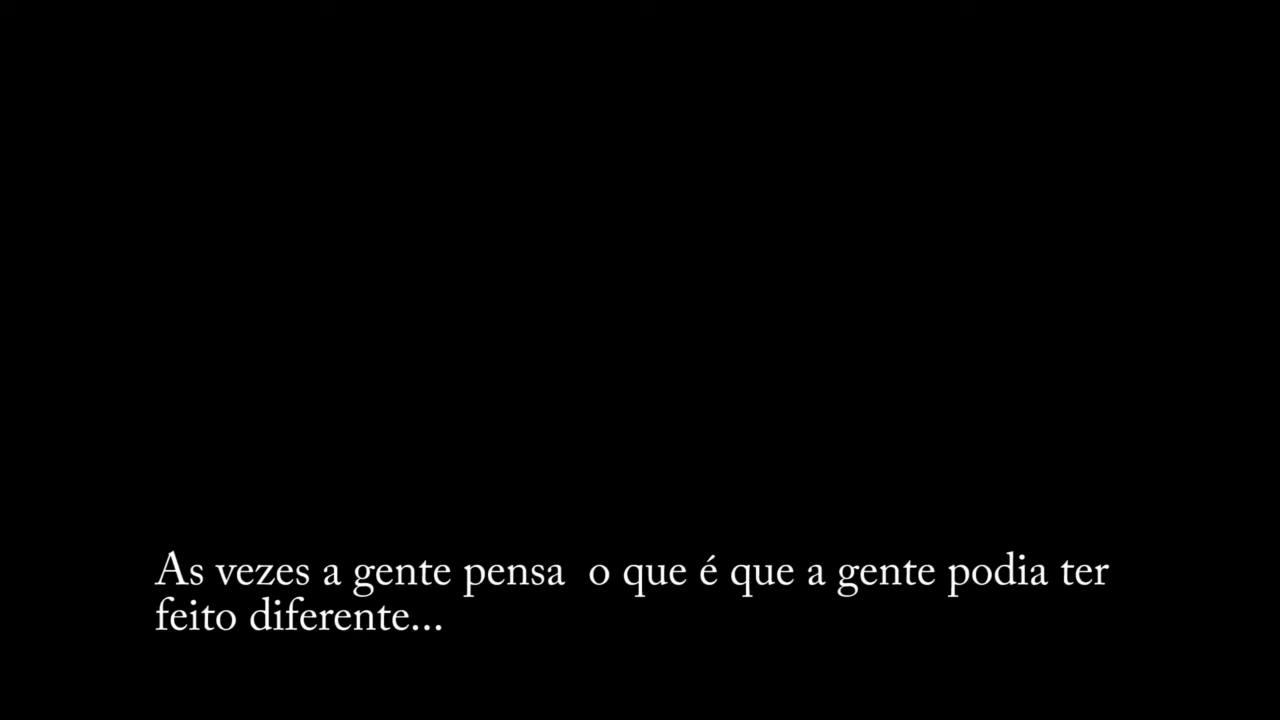 As vezes a gente pensa  o que é que a gente podia ter
feito diferente...